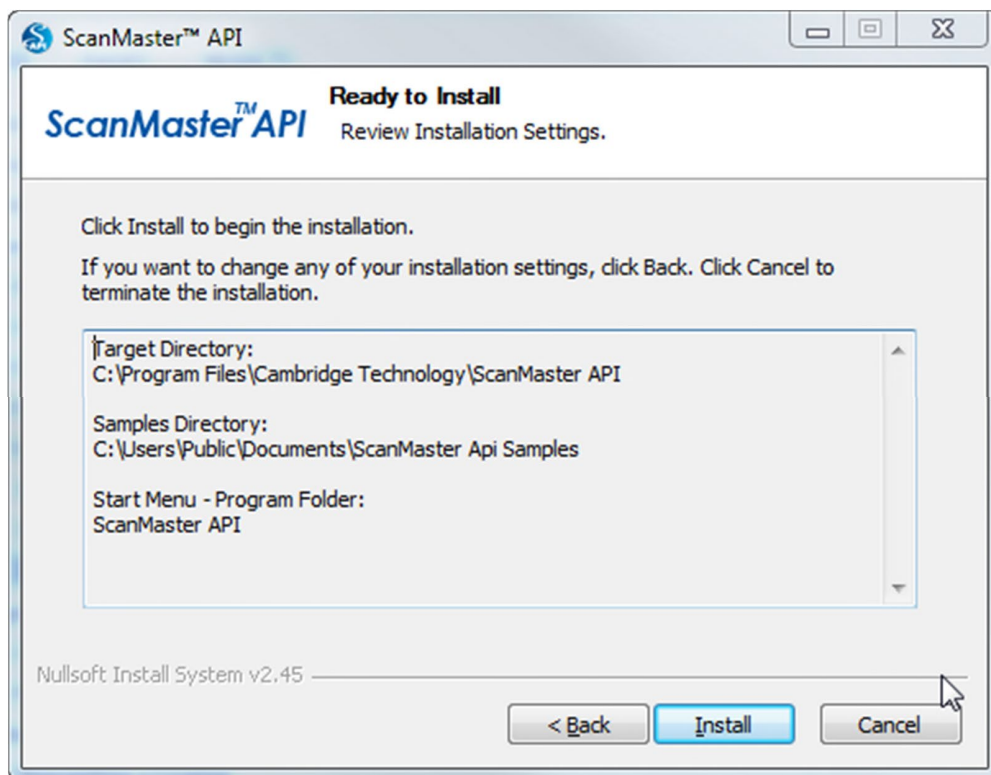 ScanMaster™ API
ScanMaster™API
Ready to Install
Review Installation Settings.
Click Install to begin the installation.
If you want to change any of your installation settings, click Back. Click Cancel to
terminate the installation.
Target Directory:
C:\Program Files\Cambridge Technology\ScanMaster API
Samples Directory:
C:\Users\Public\Documents\ScanMaster Api Samples
Start Menu - Program Folder:
ScanMaster API
Nullsoft Install System v2.45
< Back
Install
Cancel